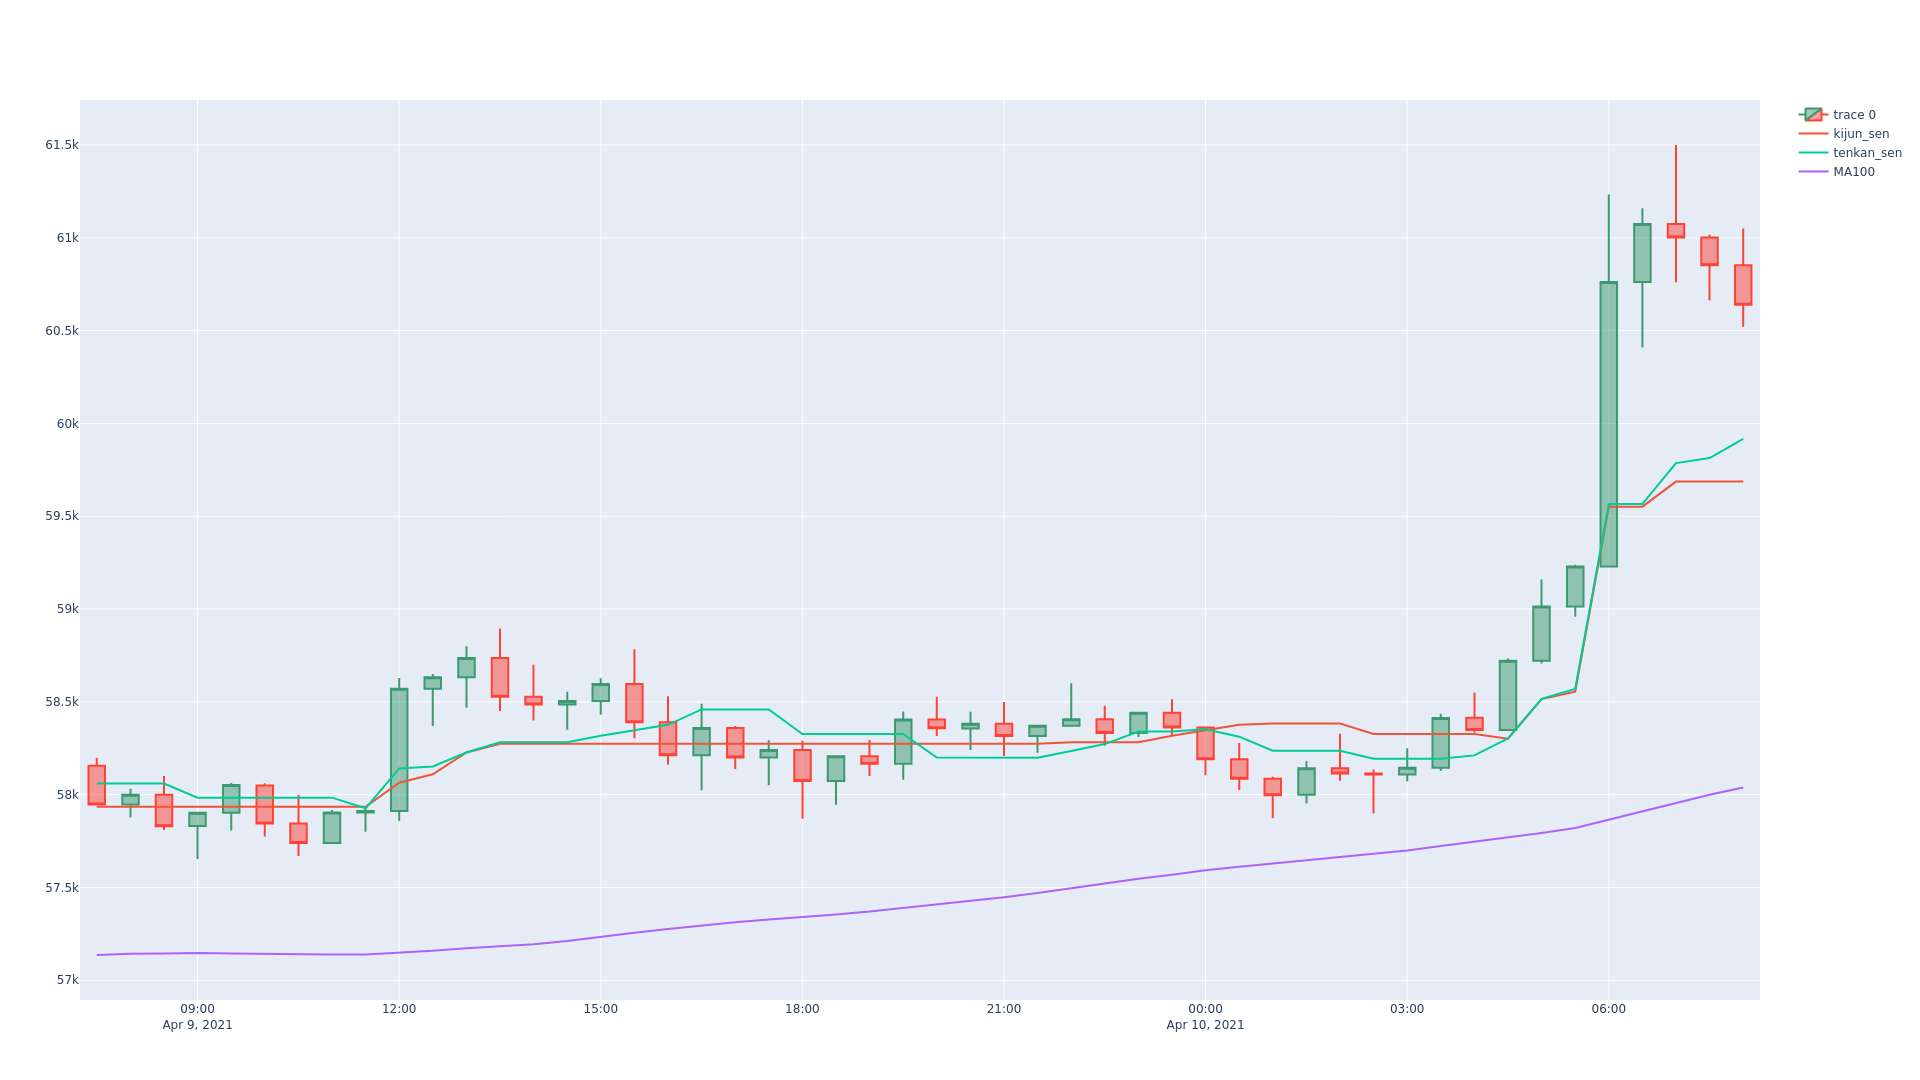 61.5k
61k
60.5k
60k
59.5k
59k
58.5k
58k
57.5k
57k
09:00
Apr 9, 2021
12:00
15:00
18:00
21:00
00:00
Apr 10, 2021
03:00
06:00
trace 0
kijun_sen
tenkan_sen
MA100